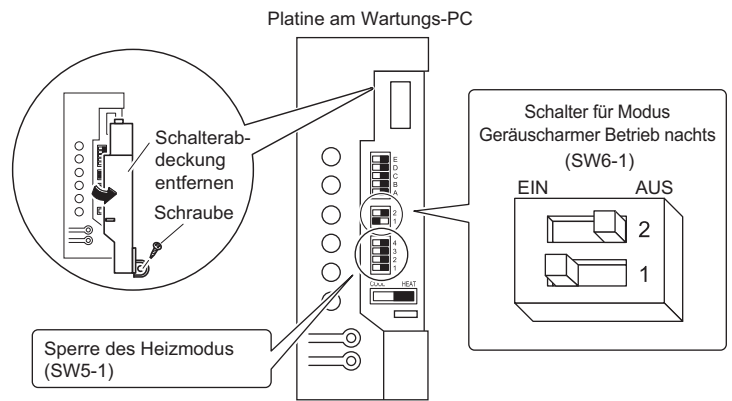 Platine am Wartungs-PC
Schalterab-
deckung
entfernen
Schraube
E
D
C
B
A
2
1
4
3
2
1
COOL HEAT
Schalter für Modus
Geräuscharmer Betrieb nachts
(SW6-1)
EIN AUS
2
1
Sperre des Heizmodus
(SW5-1)